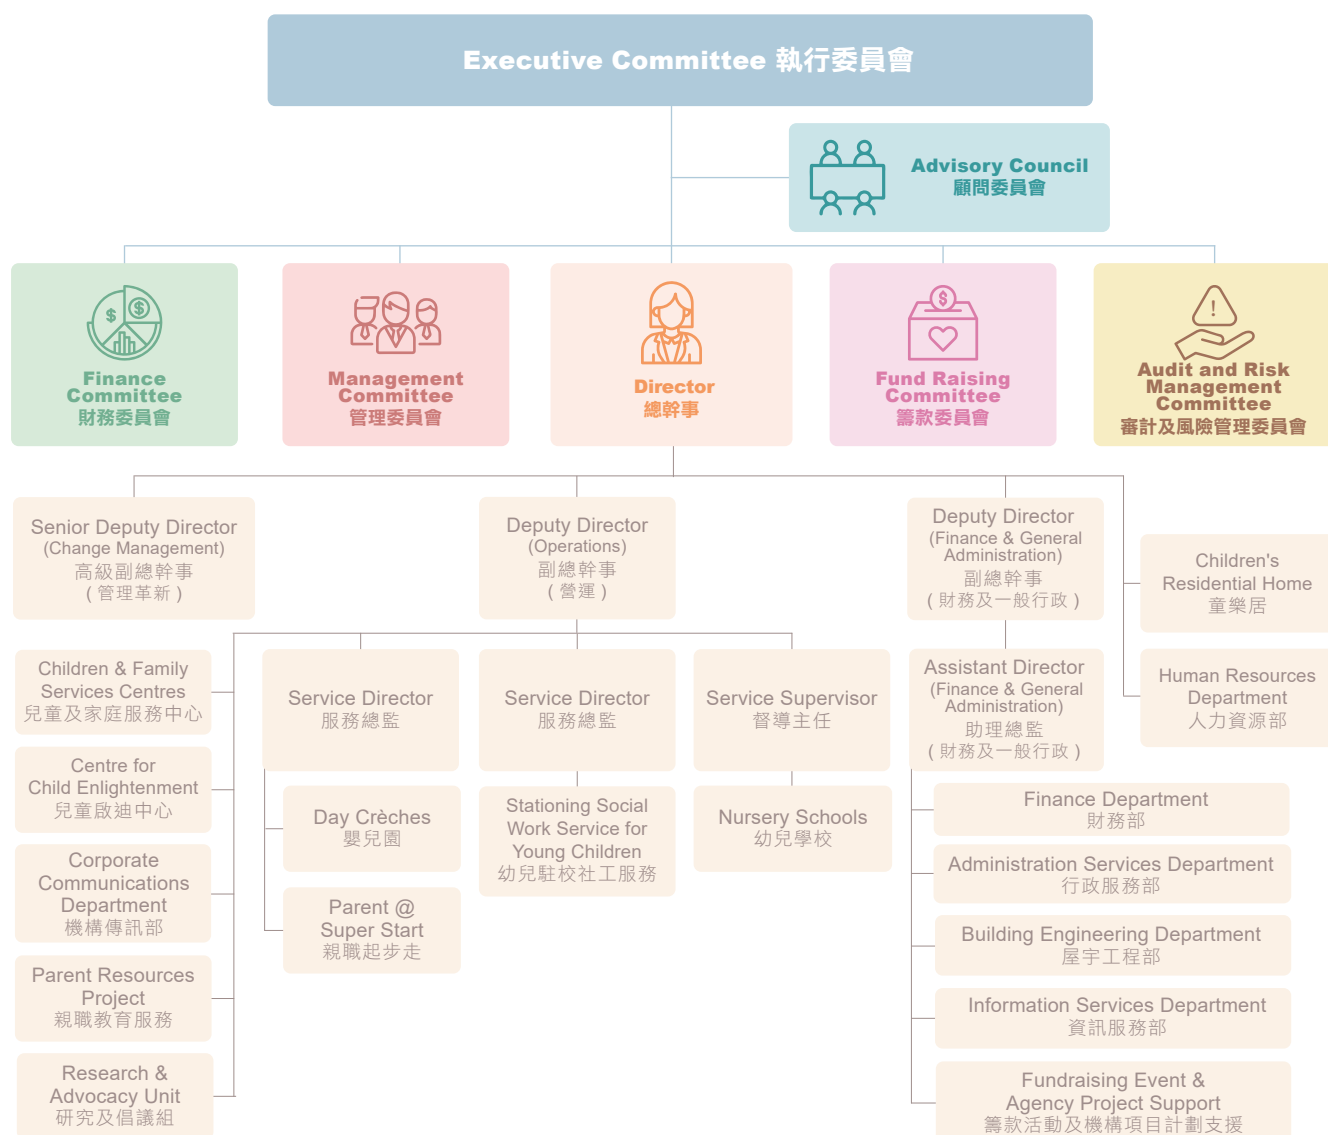 Executive Committee 執行委員會
Advisory Council
顧問委員會
Finance
Committee
財務委員會
Management
Committee
管理委員會
Director
總幹事
Fund Raising
Committee
籌款委員會
Audit and Risk
Management
Committee
審計及風險管理委員會
Senior Deputy Director
(Change Management)
高級副總幹事
( 管理革新 )
Deputy Director
(Operations)
副總幹事
( 營運 )
Deputy Director
(Finance & General
Administration)
副總幹事
( 財務及一般行政 )
Children's
Residential Home
童樂居
Human Resources
Department
人力資源部
Children & Family
Services Centres
兒童及家庭服務中心
Centre for
Child Enlightenment
兒童啟迪中心
Corporate
Communications
Department
機構傳訊部
Parent Resources
Project
親職教育服務
Research &
Advocacy Unit
研究及倡議組
Service Director
服務總監
Day Crèches
嬰兒園
Parent @
Super Start
親職起步走
Service Director
服務總監
Stationing Social
Work Service for
Young Children
幼兒駐校社工服務
Service Supervisor
督導主任
Nursery Schools
幼兒學校
Assistant Director
(Finance & General
Administration)
助理總監
( 財務及一般行政 )
Finance Department
財務部
Administration Services Department
行政服務部
Building Engineering Department
屋宇工程部
Information Services Department
資訊服務部
Fundraising Event &
Agency Project Support
籌款活動及機構項目計劃支援